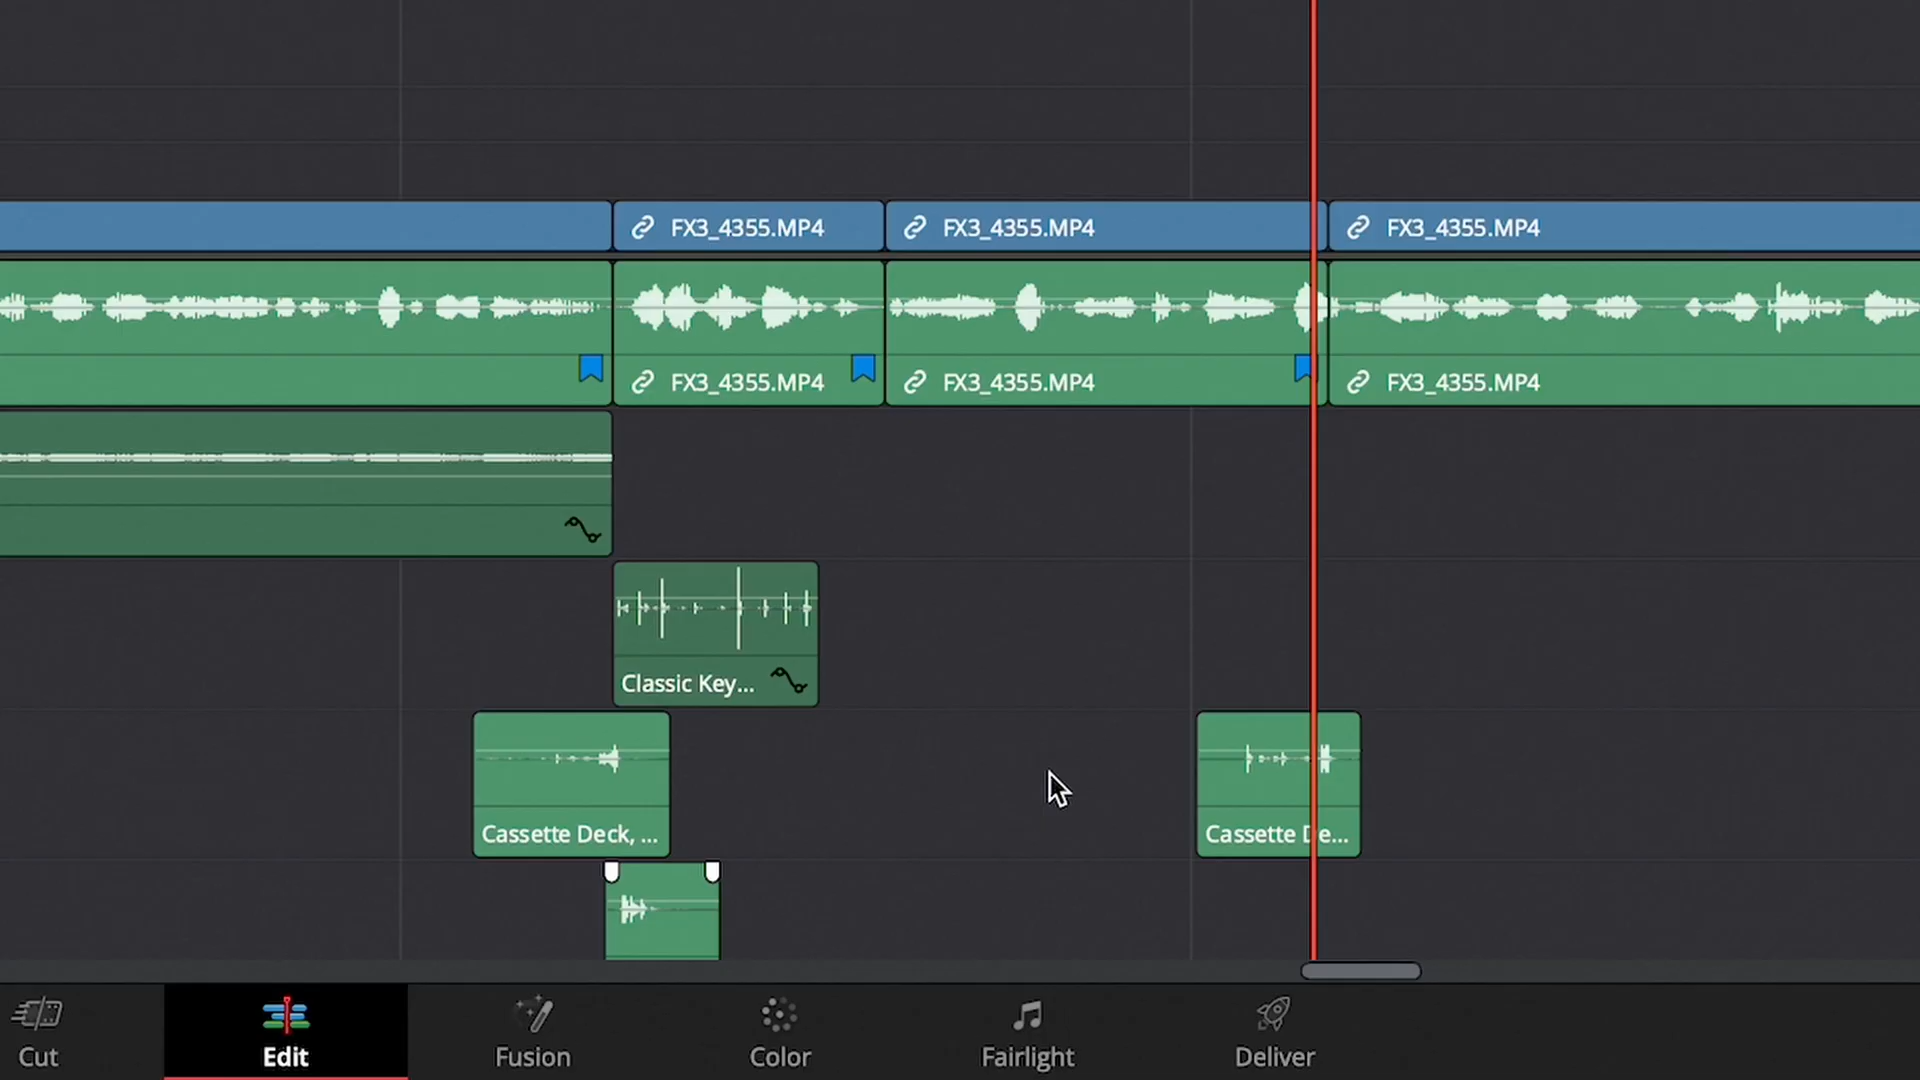 FX3_4355.MP4 FX3_4355.MP4 FX3_4355.MP4
FX3_4355.MP4 FX3_4355.MP4 FX3_4355.MP4
Classic Key...
Cassette Deck, ... Cassette De...
Cut Edit Fusion Color Fairlight Deliver